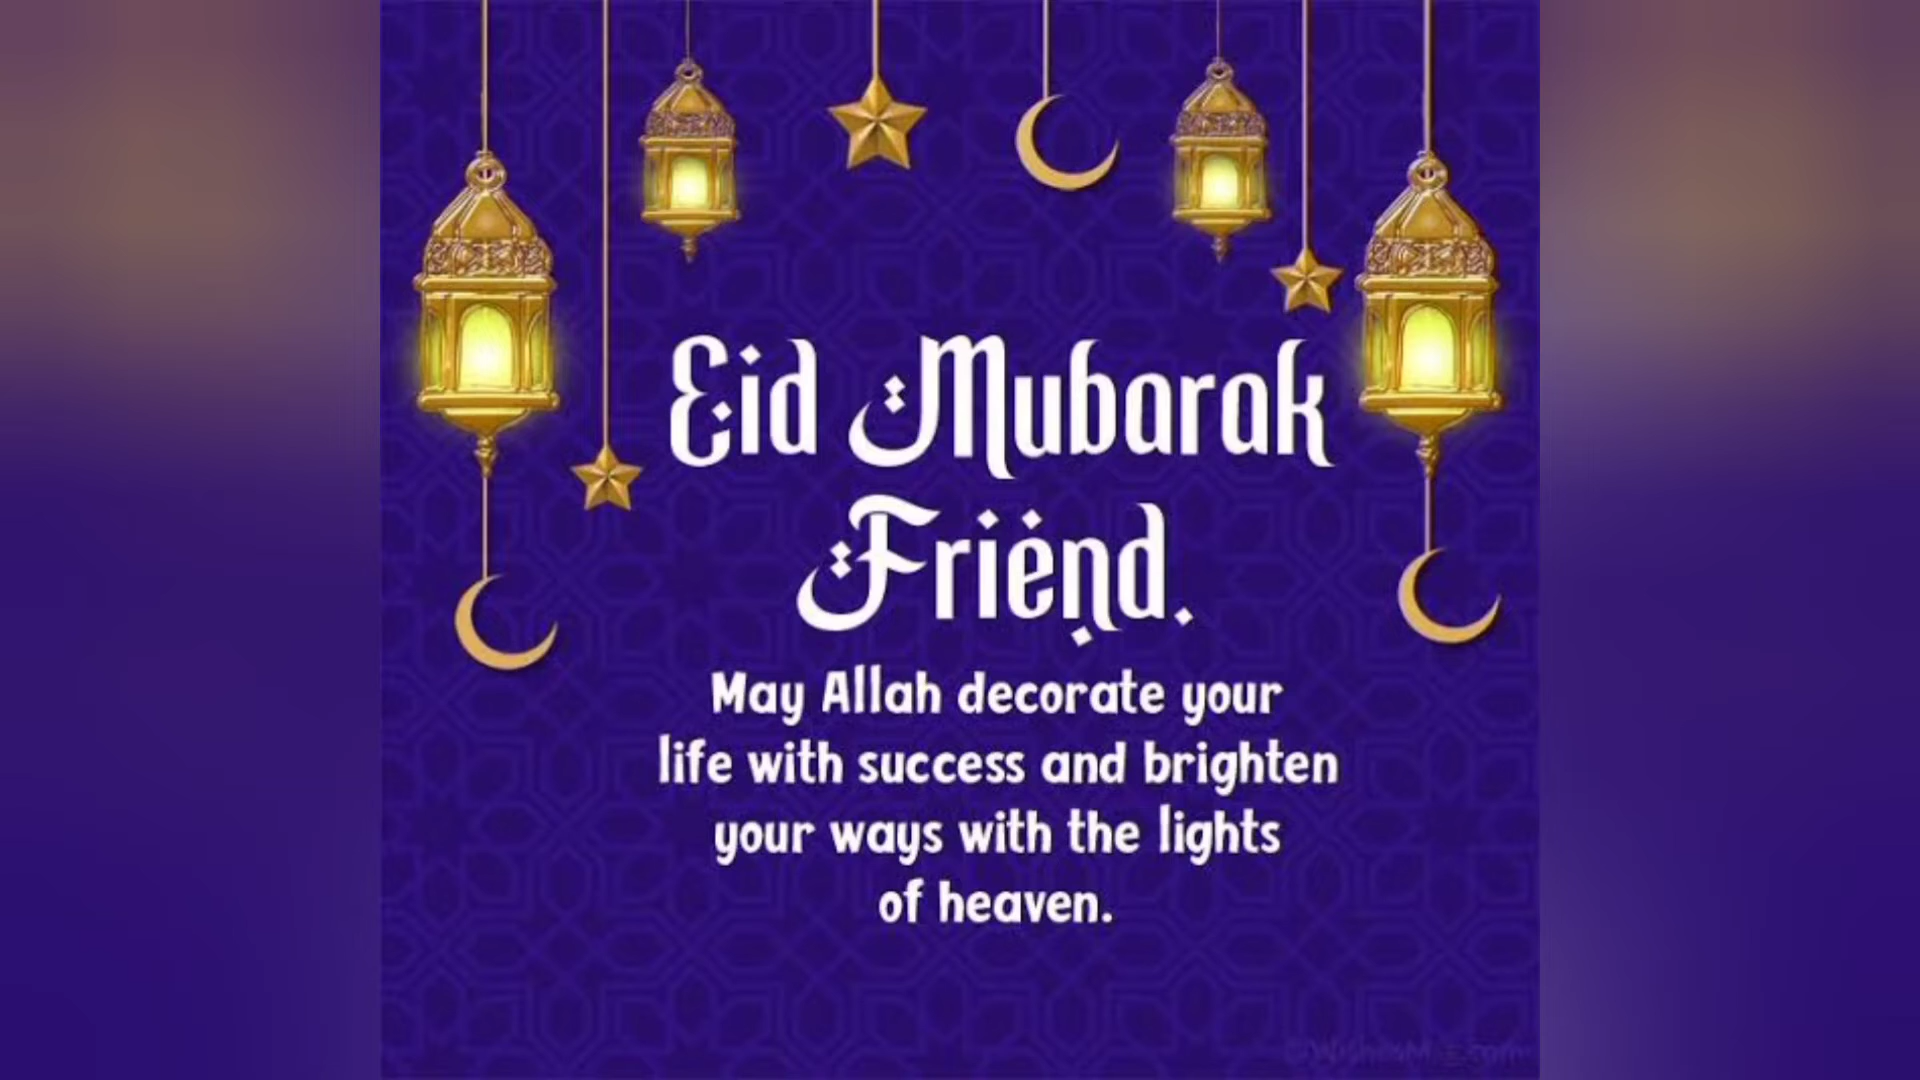 Eid Mubarak
Friend.
May Allah decorate your
life with success and brighten
your ways with the lights
of heaven.